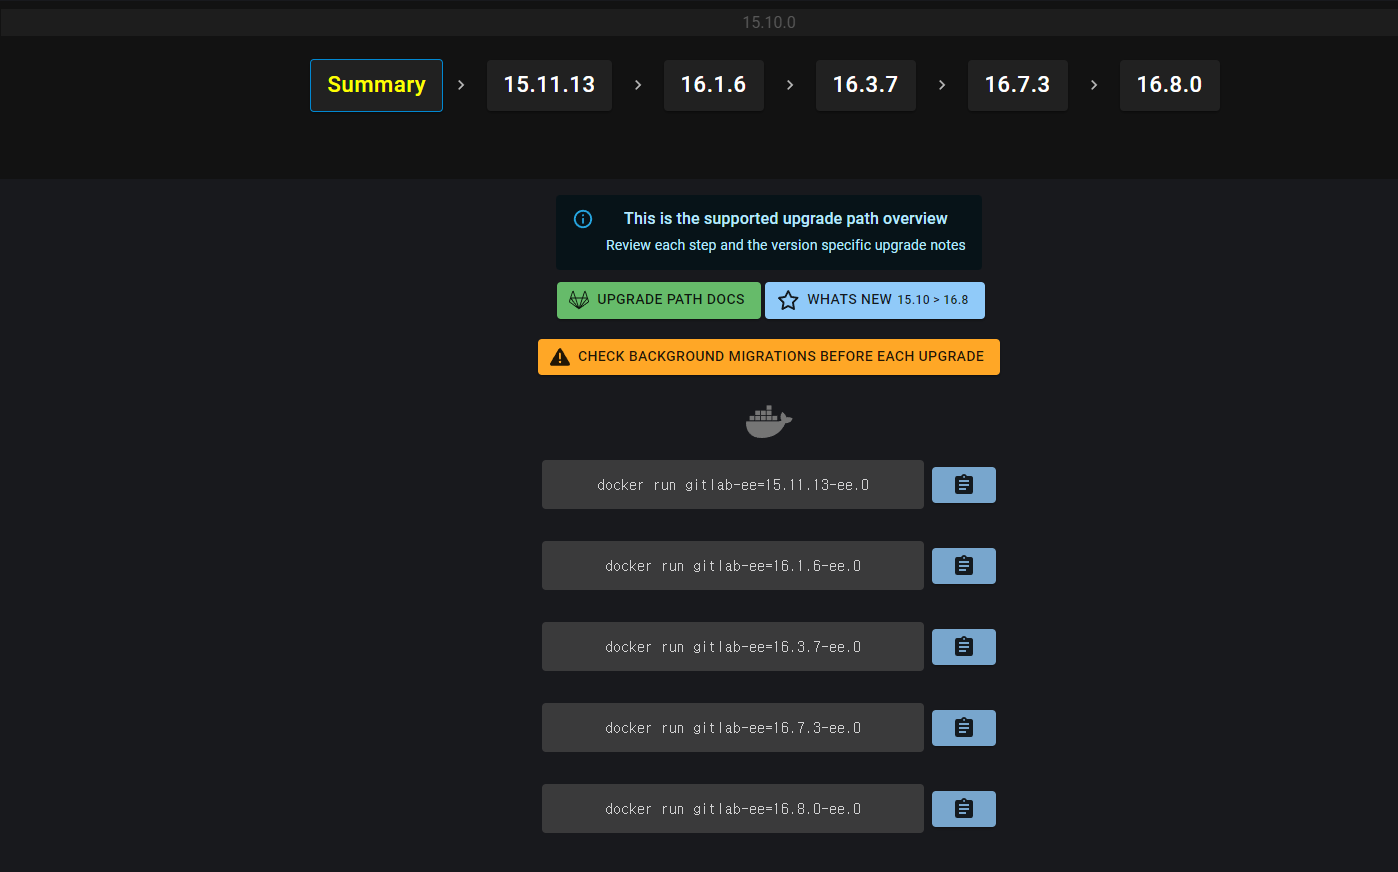 15.10.0
Summary > 15.11.13 > 16.1.6 > 16.3.7 > 16.7.3 > 16.8.0
This is the supported upgrade path overview
Review each step and the version specific upgrade notes
UPGRADE PATH DOCS WHATS NEW 15.10 > 16.8
CHECK BACKGROUND MIGRATIONS BEFORE EACH UPGRADE
docker run gitlab-ee=15.11.13-ee.0
docker run gitlab-ee=16.1.6-ee.0
docker run gitlab-ee=16.3.7-ee.0
docker run gitlab-ee=16.7.3-ee.0
docker run gitlab-ee=16.8.0-ee.0